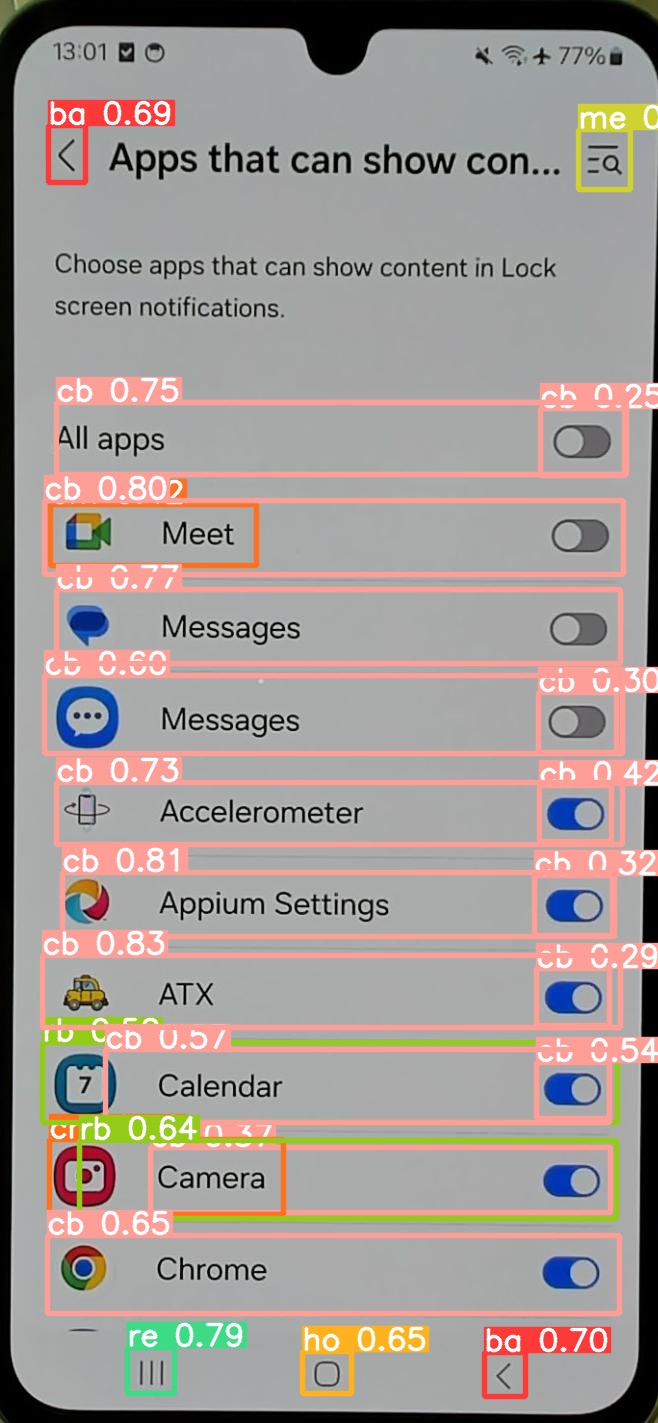 13:01 77%
ba 0.69
me 0
Apps that can show con...
Choose apps that can show content in Lock
screen notifications.
cb 0.75 cb 0.25
All apps
cb 0.80 2
Meet
cb 0.77
Messages
cb 0.60 cb 0.30
Messages
cb 0.73 cb 0.42
Accelerometer
cb 0.81 cb 0.32
Appium Settings
cb 0.83 cb 0.29
ATX
rb cb 0.57 cb 0.54
7 Calendar
rb 0.64 0.37
Camera
cb 0.65
Chrome
re 0.79 ho 0.65 ba 0.70